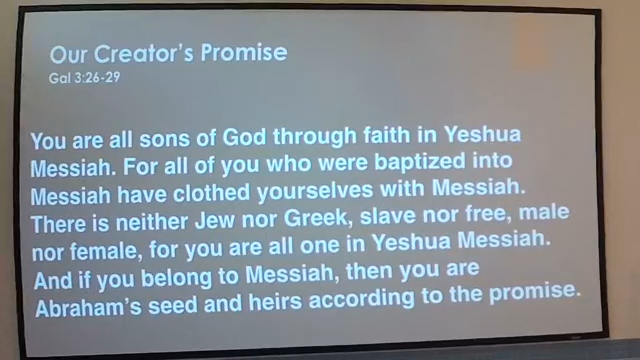 Our Creator's Promise
Gal 3:26-29
You are all sons of God through faith in Yeshua
Messiah. For all of you who were baptized into
Messiah have clothed yourselves with Messiah.
There is neither Jew nor Greek, slave nor free, male
nor female, for you are all one in Yeshua Messiah.
And if you belong to Messiah, then you are
Abraham's seed and heirs according to the promise.